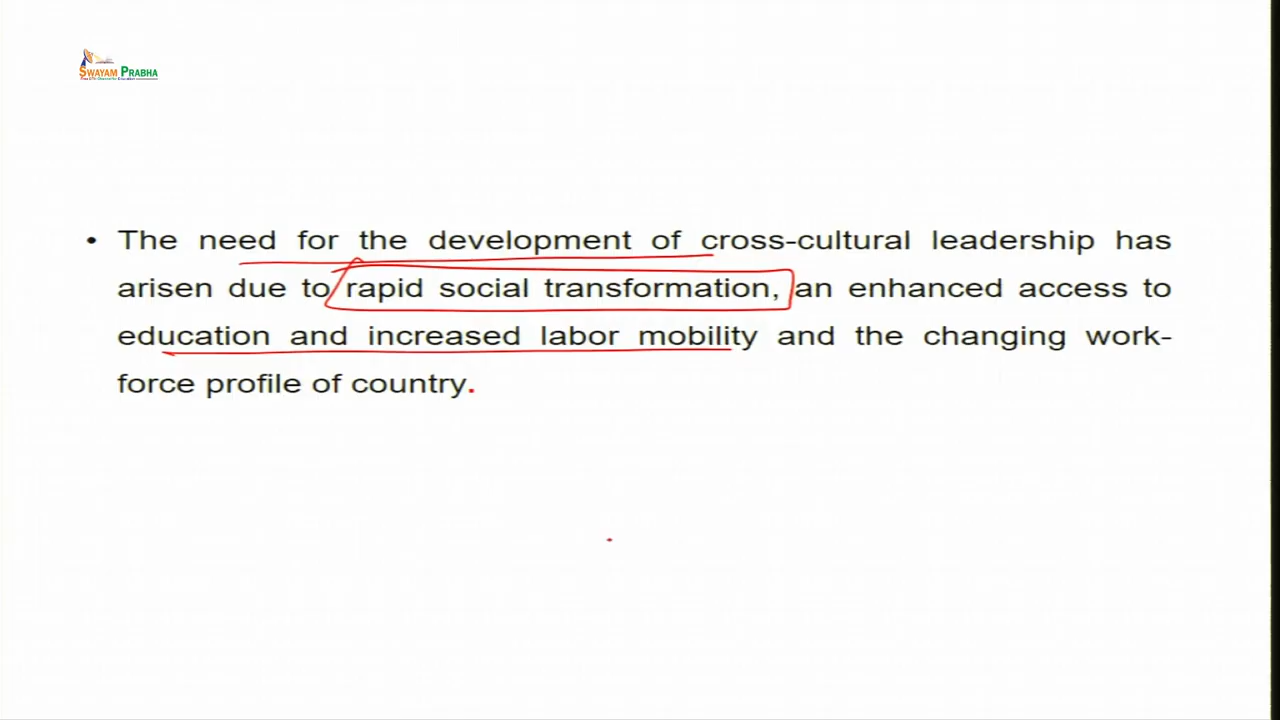 SWAYAM PRABHA
• The need for the development of cross-cultural leadership has
arisen due to rapid social transformation, an enhanced access to
education and increased labor mobility and the changing work-
force profile of country.